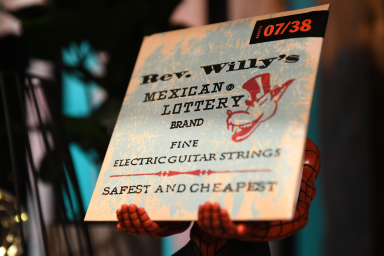 07/38
Rev. Willy's
MEXICAN
LOTTERY
BRAND
FINE
ELECTRIC GUITAR STRINGS
SAFEST AND CHEAPEST